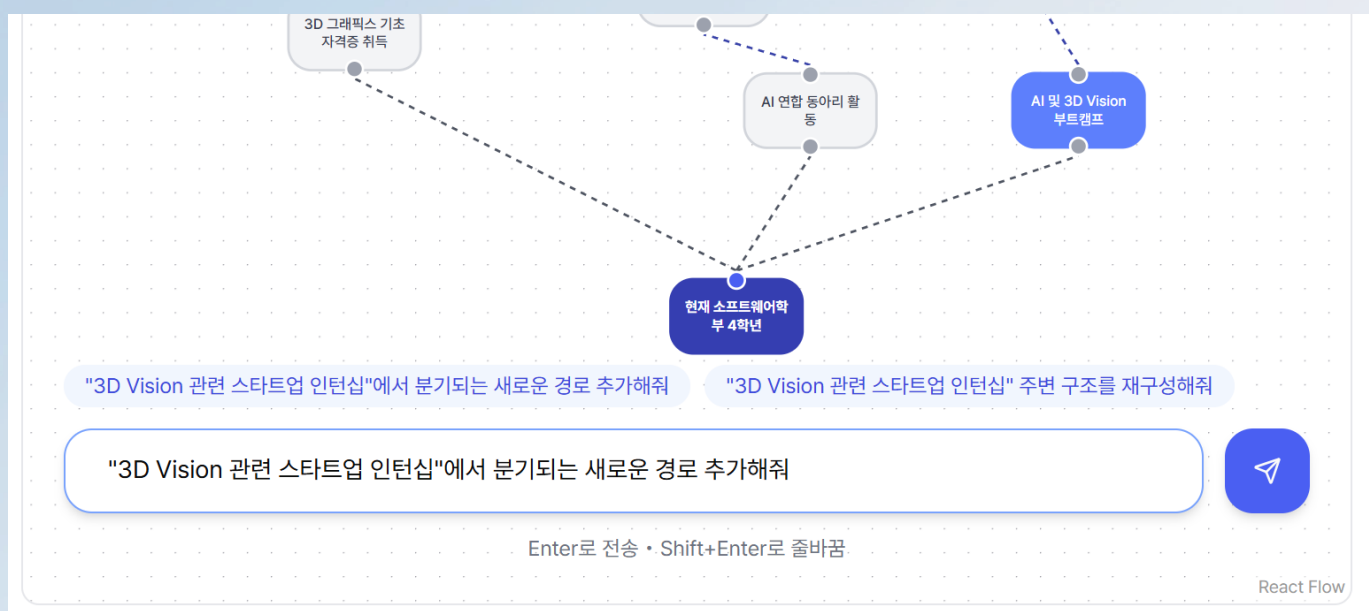 3D 그래픽스 기초
자격증 취득
AI 연합 동아리 활
동
AI 및 3D Vision
부트캠프
현재 소프트웨어학
부 4학년
"3D Vision 관련 스타트업 인턴십"에서 분기되는 새로운 경로 추가해줘
"3D Vision 관련 스타트업 인턴십" 주변 구조를 재구성해줘
"3D Vision 관련 스타트업 인턴십"에서 분기되는 새로운 경로 추가해줘
Enter로 전송 • Shift+Enter로 줄바꿈
React Flow